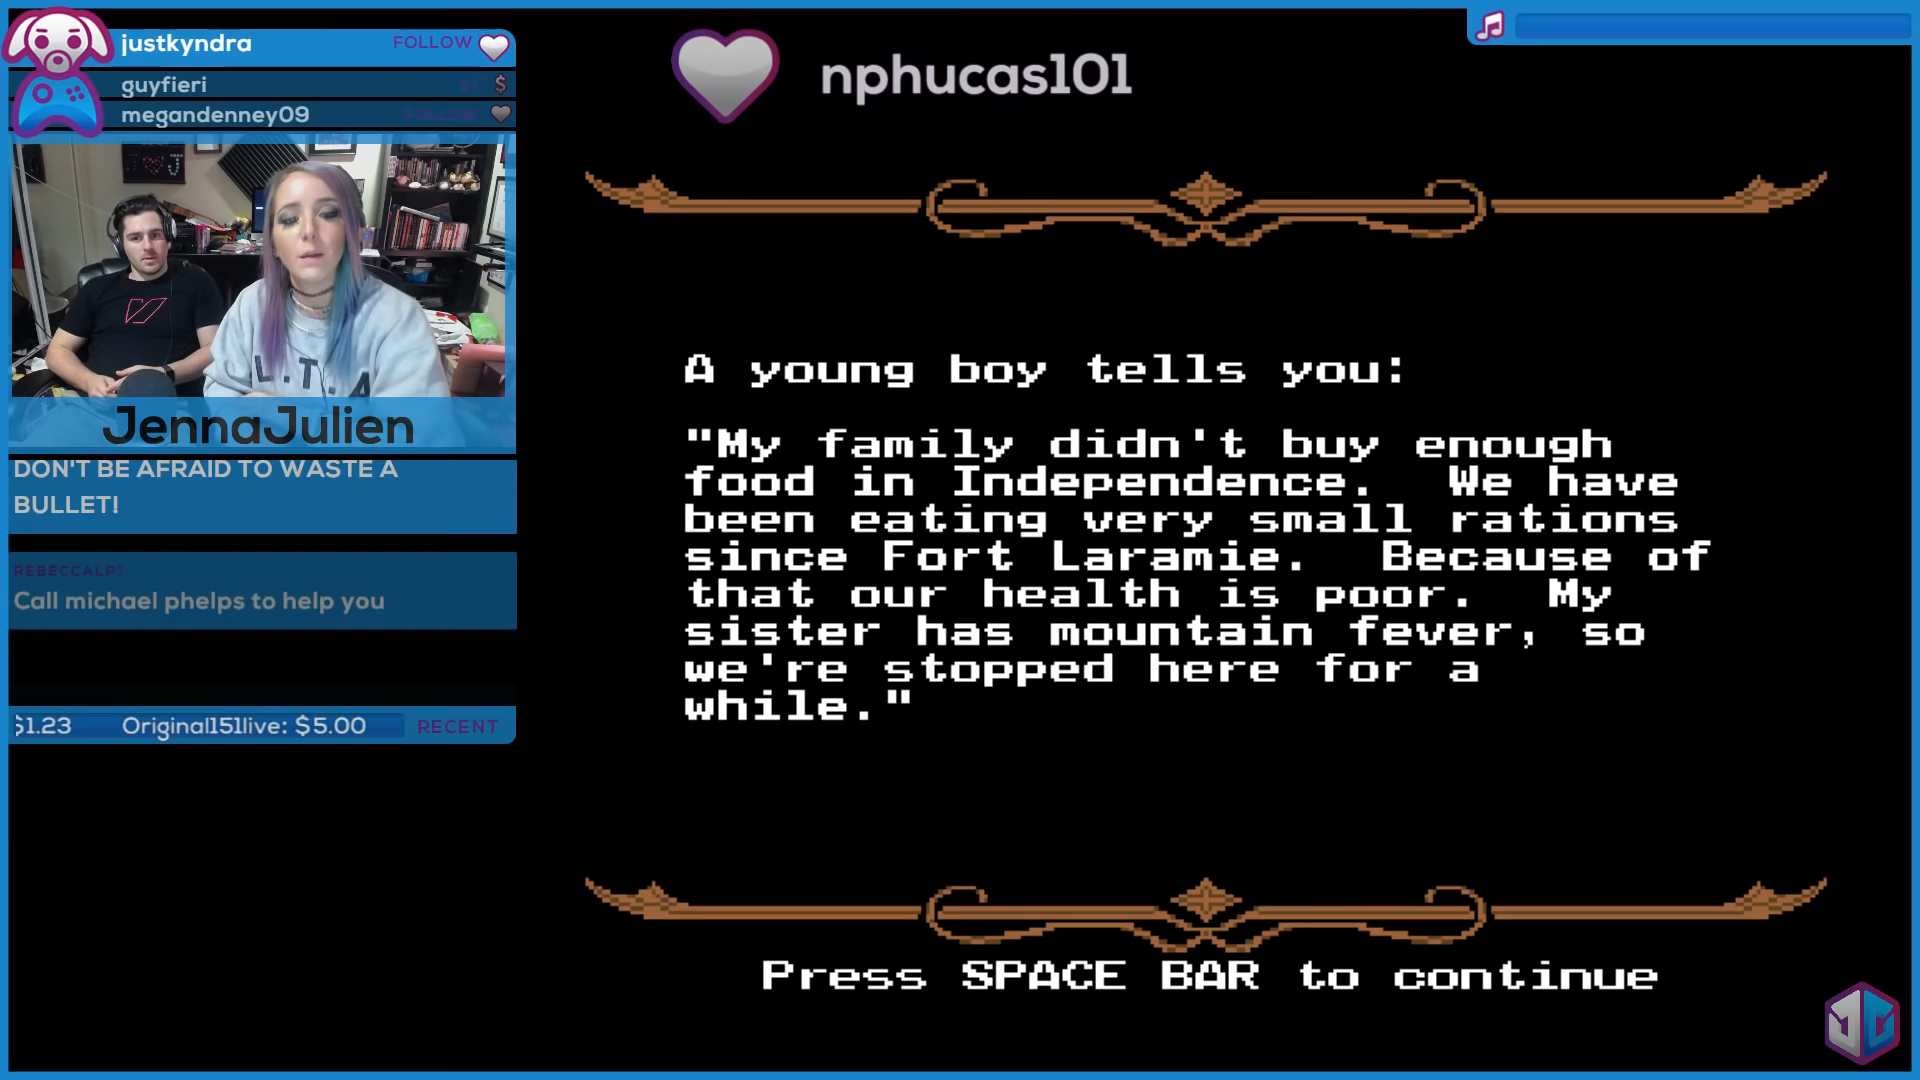 justkyndra FOLLOW
guyfieri $
megandenney09 FOLLOW
JennaJulien
DON'T BE AFRAID TO WASTE A
BULLET!
REBECCALP:
Call michael phelps to help you
$1.23 Original151live: $5.00 RECENT
nphucas101
A young boy tells you:
"My family didn't buy enough
food in Independence. We have
been eating very small rations
since Fort Laramie. Because of
that our health is poor. My
sister has mountain fever, so
we're stopped here for a
while."
Press SPACE BAR to continue